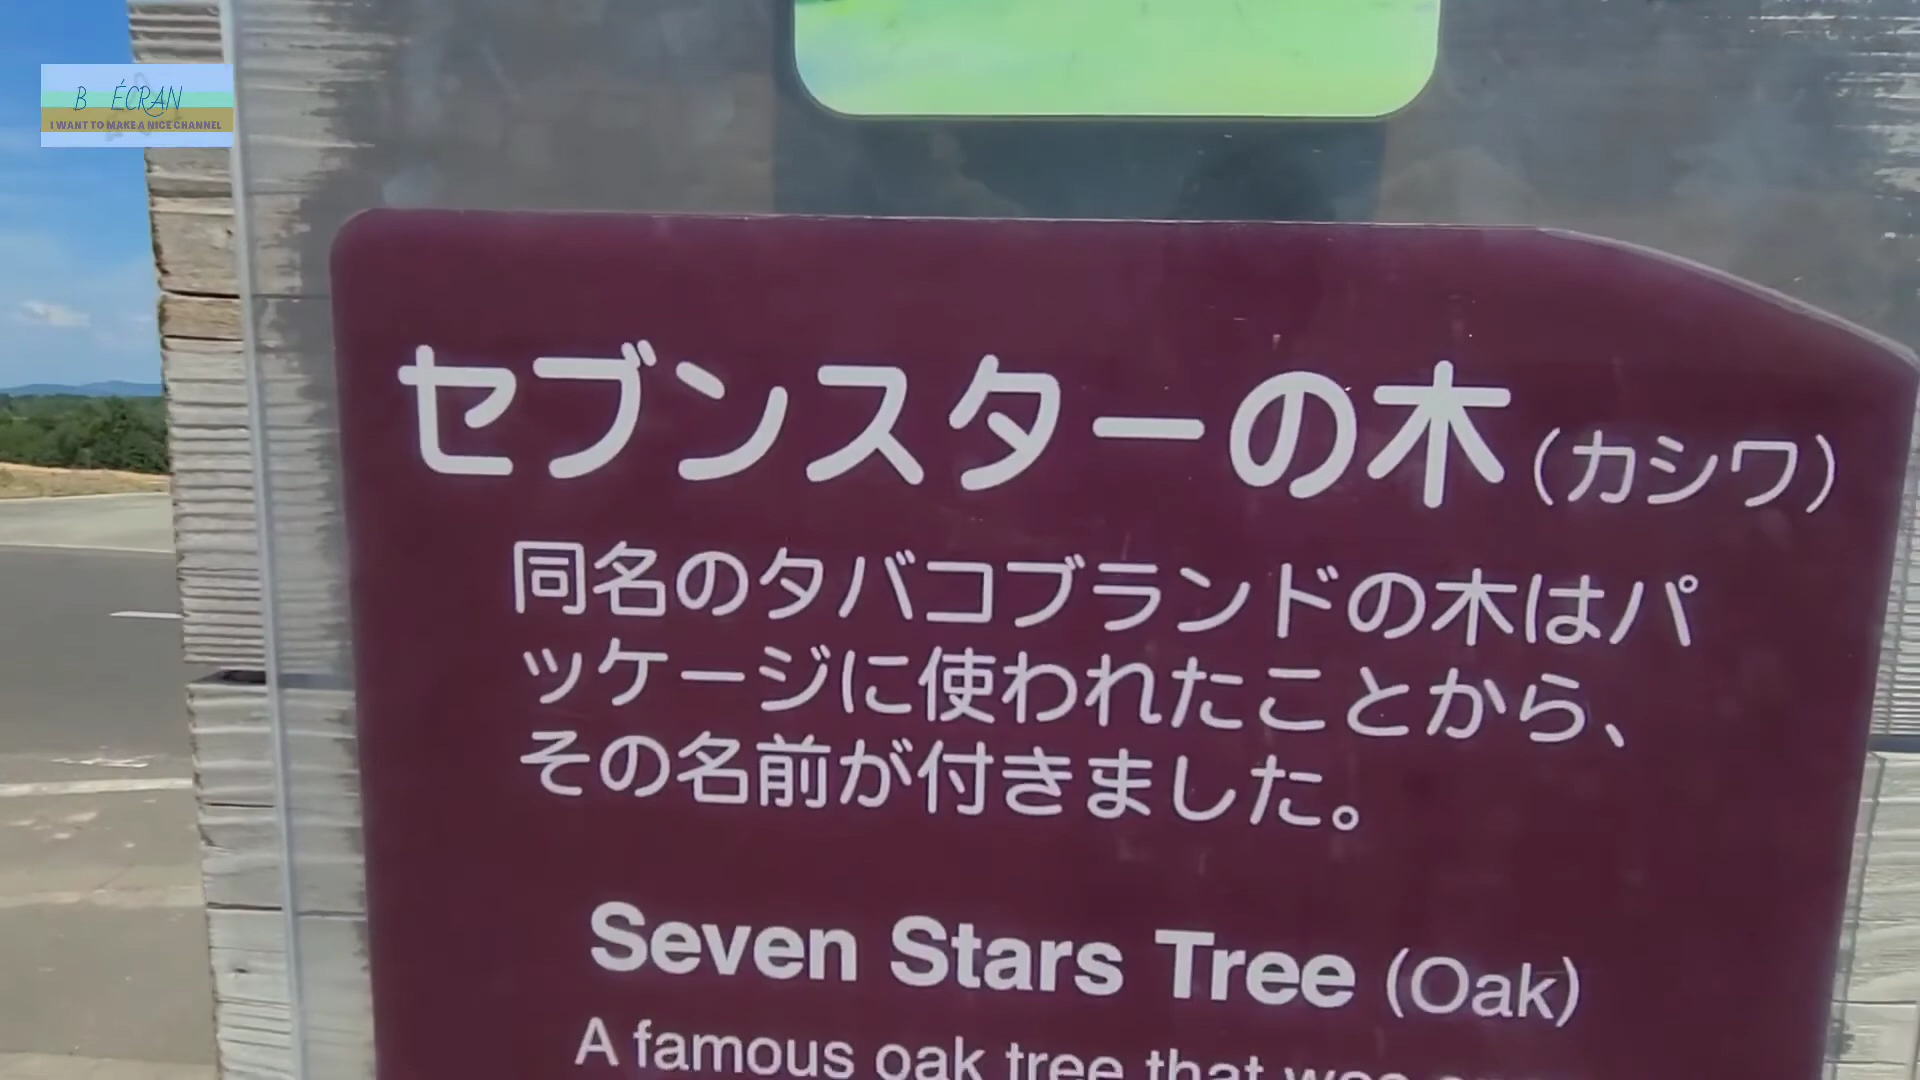 B ÉCRAN
I WANT TO MAKE A NICE CHANNEL
セブンスターの木(カシワ)
同名のタバコブランドの木はパ
ッケージに使われたことから、
その名前が付きました。
Seven Stars Tree (Oak)
A famous oak tree that was